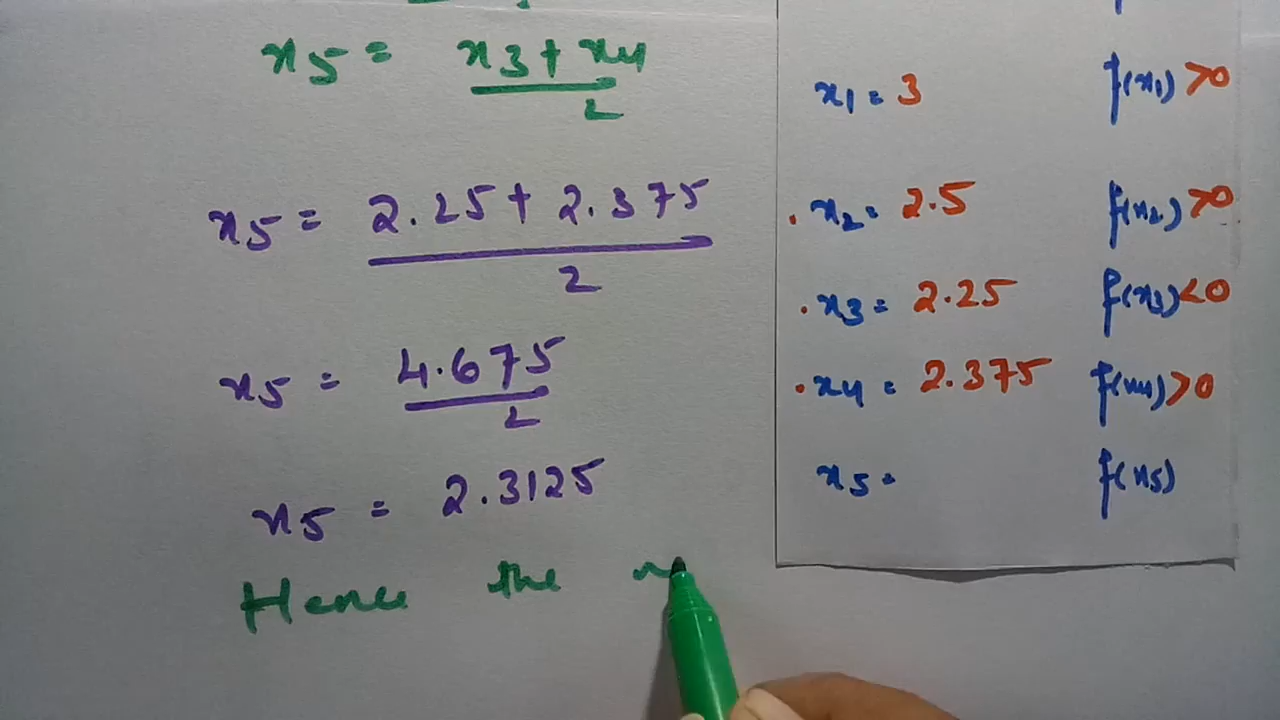 x5 = x3 + x4
2
x5 = 2.25 + 2.375
2
x5 = 4.675
2
x5 = 2.3125
Hence the
x1 = 3 f(x1) >0
x2 = 2.5 f(x2) >0
x3 = 2.25 f(x3) <0
x4 = 2.375 f(x4) >0
x5 = f(x5)